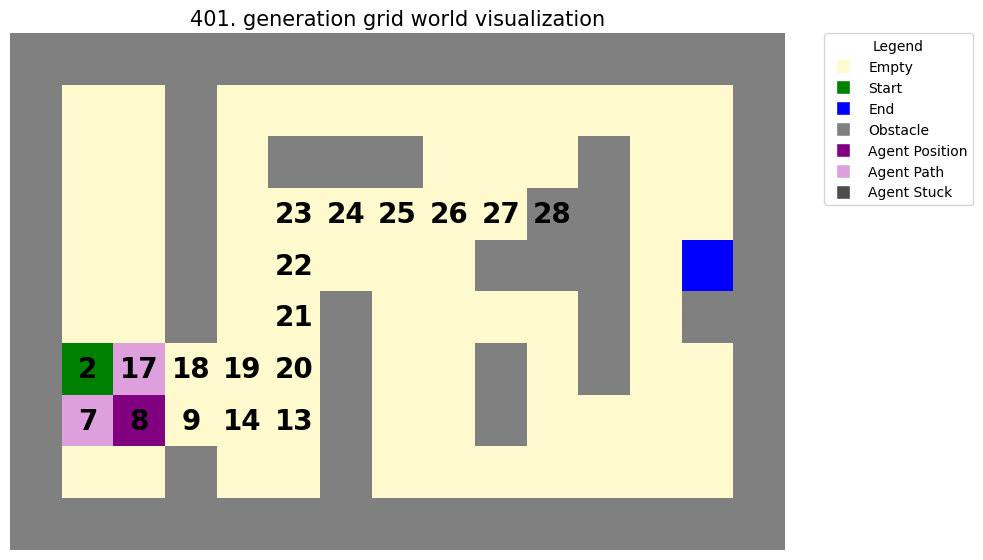 401. generation grid world visualization
Legend
Empty
Start
End
Obstacle
Agent Position
Agent Path
Agent Stuck
23 24 25 26 27 28
22
21
2 17 18 19 20
7 8 9 14 13